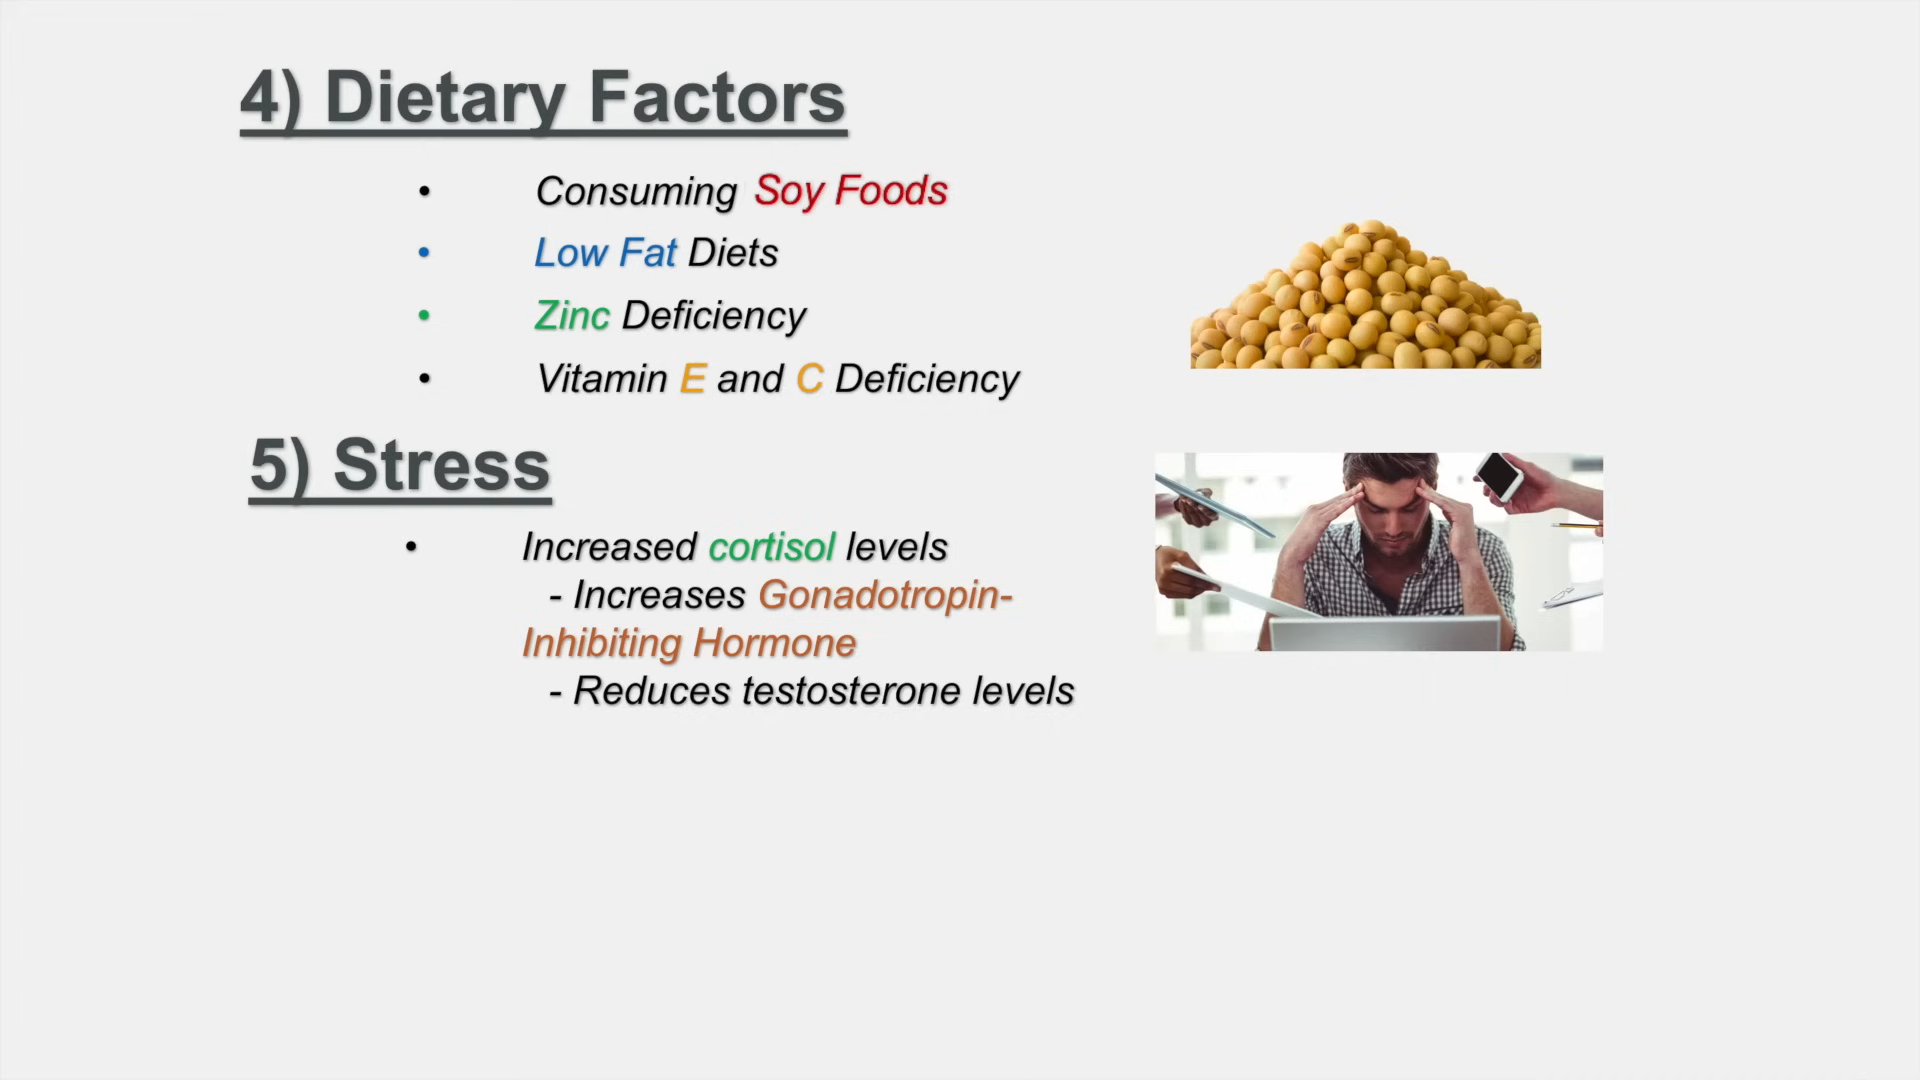 4) Dietary Factors
• Consuming Soy Foods
• Low Fat Diets
• Zinc Deficiency
• Vitamin E and C Deficiency
5) Stress
• Increased cortisol levels
- Increases Gonadotropin-
Inhibiting Hormone
- Reduces testosterone levels